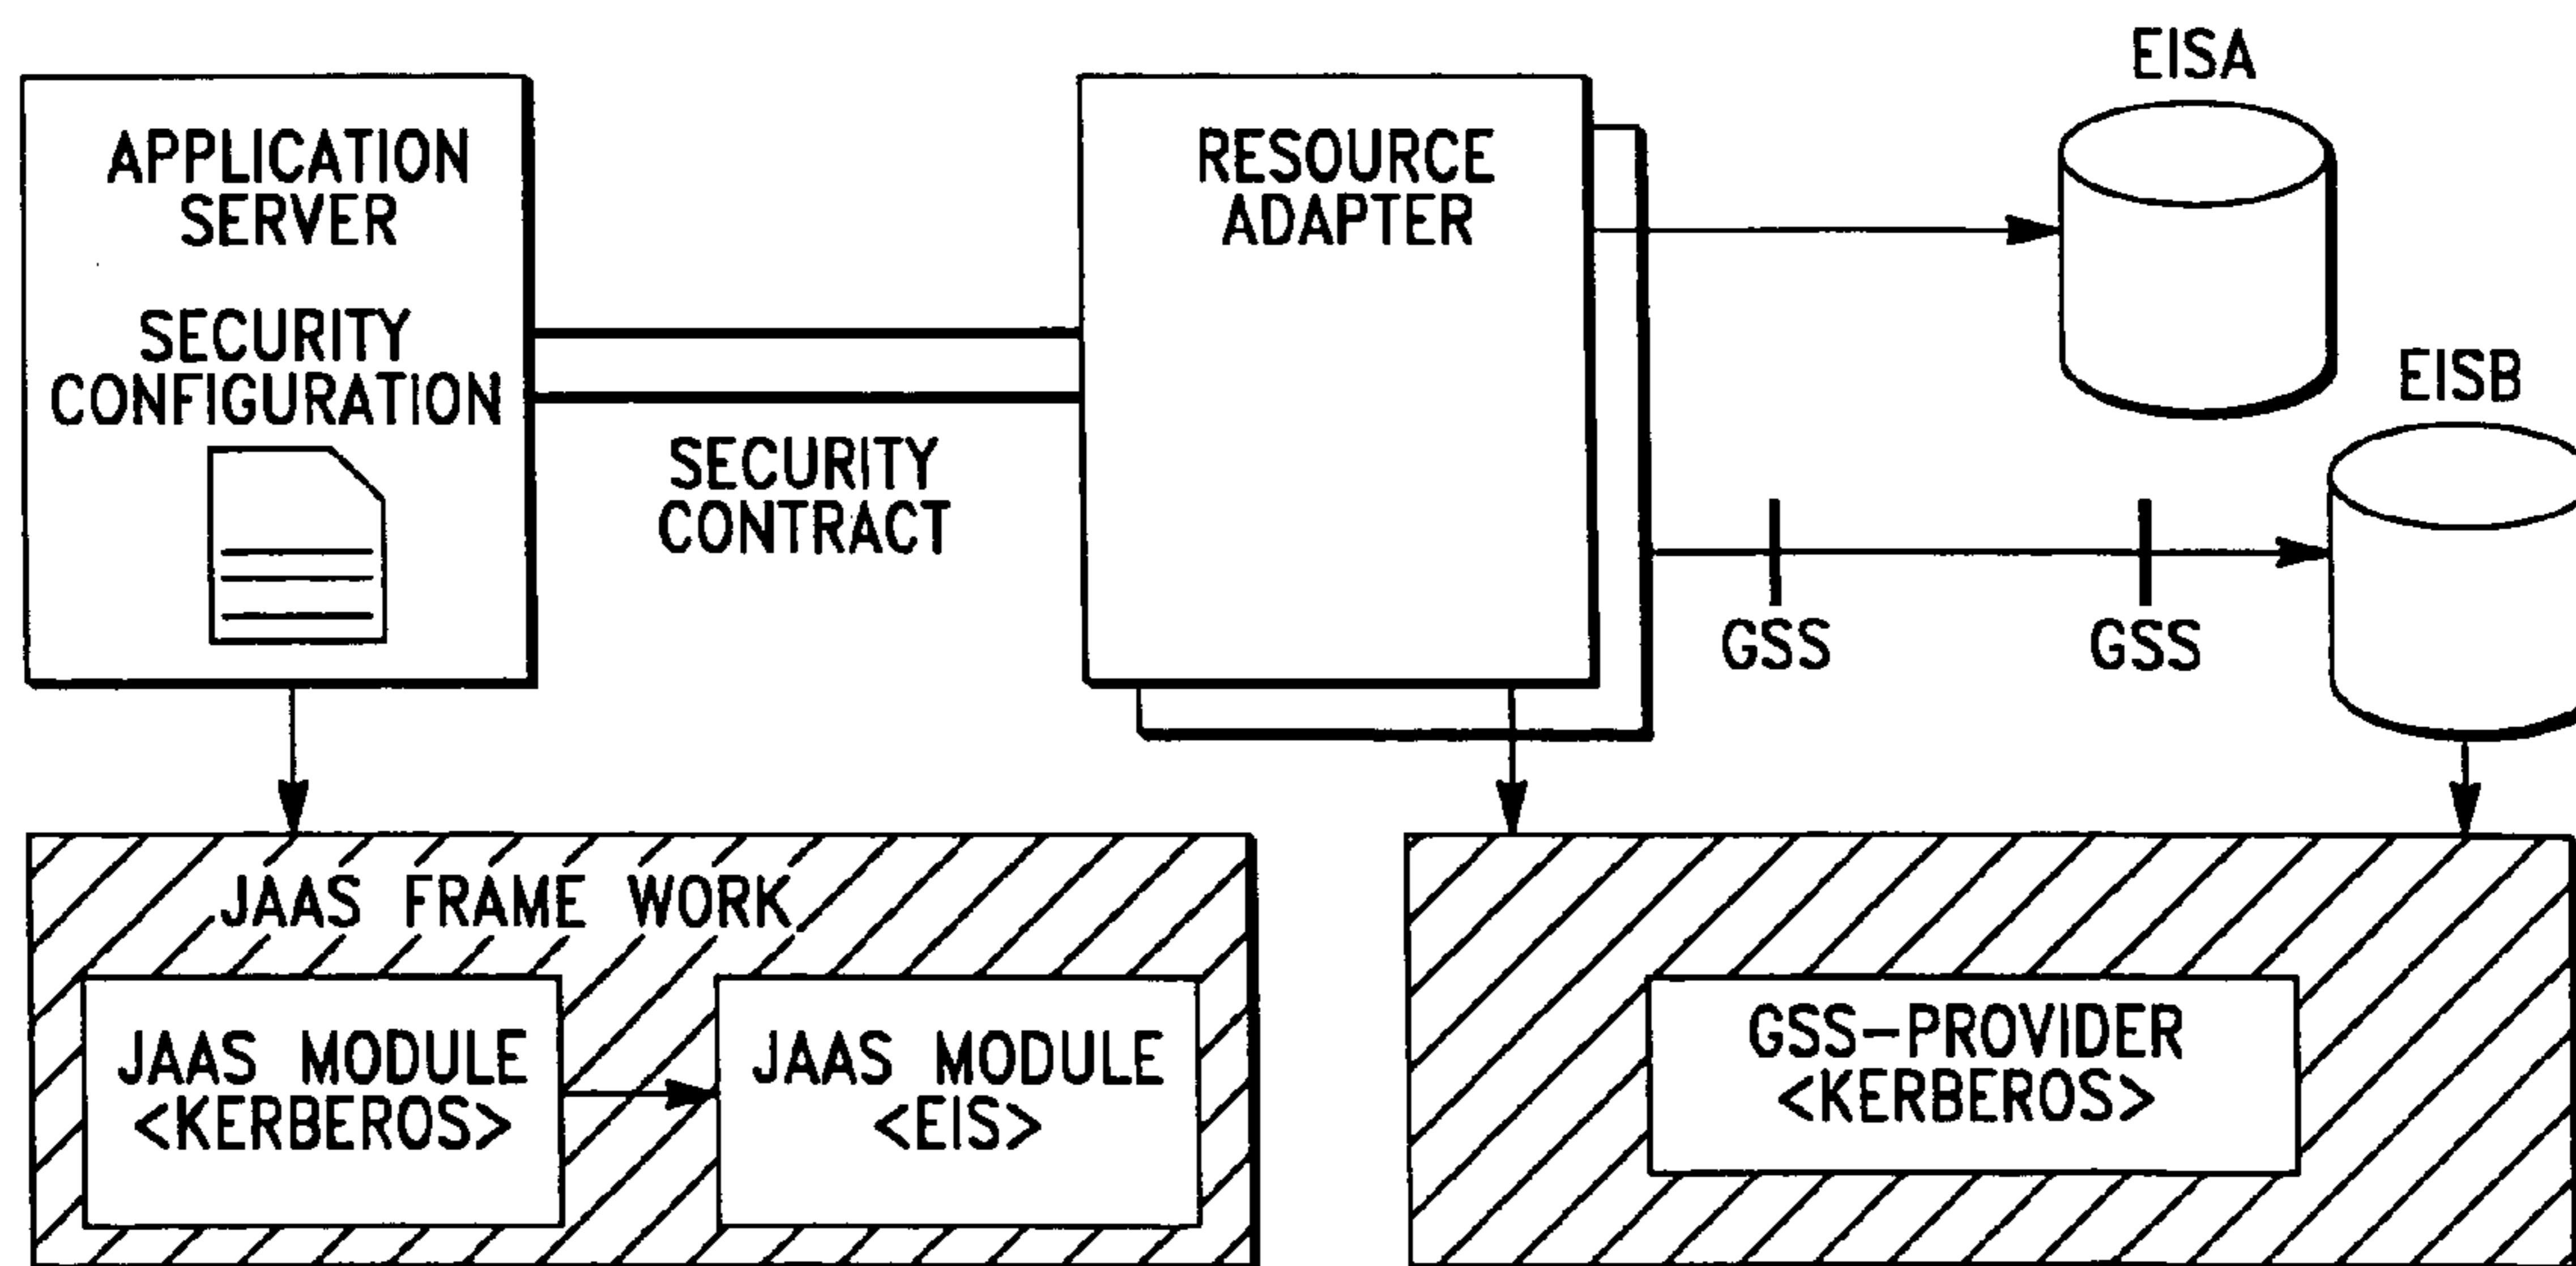 EISA
APPLICATION
SERVER
RESOURCE
ADAPTER
SECURITY
CONFIGURATION
EISB
SECURITY
CONTRACT
GSS
GSS
JAAS FRAME WORK
JAAS MODULE
<KERBEROS>
JAAS MODULE
<EIS>
GSS-PROVIDER
<KERBEROS>